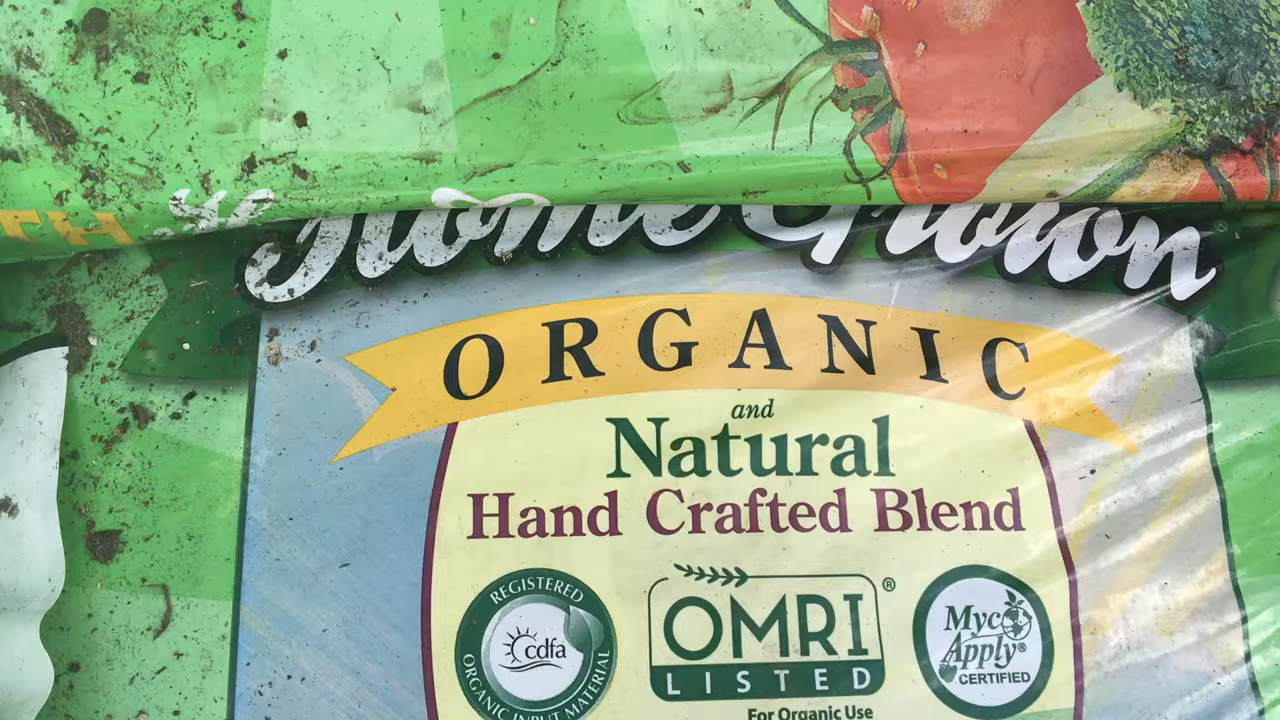 TH
Home Grown
ORGANIC
and
Natural
Hand Crafted Blend
REGISTERED
cdfa
ORGANIC INPUT MATERIAL
OMRI®
LISTED
For Organic Use
Myco
Apply®
CERTIFIED